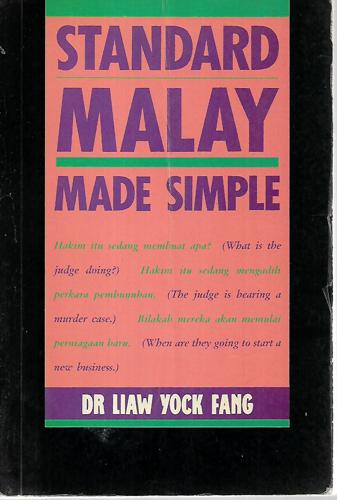 STANDARD
MALAY
MADE SIMPLE
Hakim itu sedang membuat apa? (What is the
judge doing?) Hakim itu sedang mengadili
perkara pembunuhan. (The judge is hearing a
murder case.) Bilakah mereka akan memulai
perniagaan baru. (When are they going to start a
new business.)
DR LIAW YOCK FANG